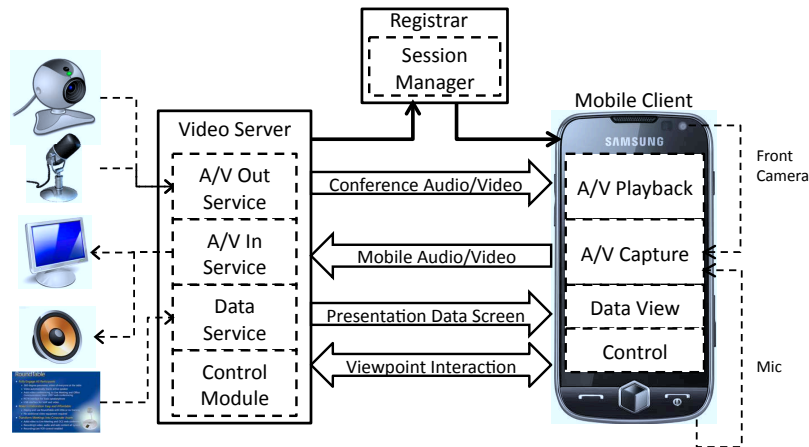 Registrar
Session
Manager
Mobile Client
Video Server
SAMSUNG
A/V Out
Service
Conference Audio/Video
A/V Playback
Front
Camera
A/V In
Service
Mobile Audio/Video
A/V Capture
Data
Service
Presentation Data Screen
Data View
Control
Module
Viewpoint Interaction
Control
Mic
RoundTable